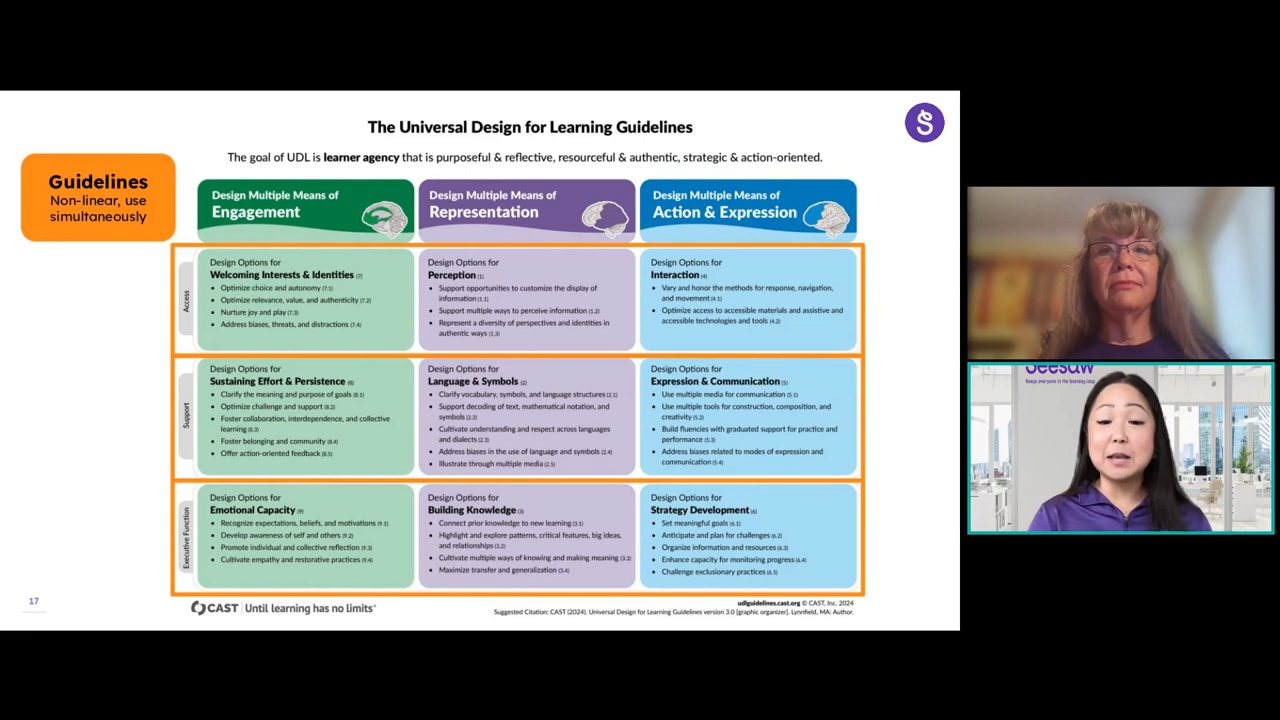 The Universal Design for Learning Guidelines
The goal of UDL is learner agency that is purposeful & reflective, resourceful & authentic, strategic & action-oriented.
Guidelines
Non-linear, use
simultaneously
Design Multiple Means of
Engagement
Design Multiple Means of
Representation
Design Multiple Means of
Action & Expression
Access
Design Options for
Welcoming Interests & Identities (7)
• Optimize choice and autonomy (7.1)
• Optimize relevance, value, and authenticity (7.2)
• Nurture joy and play (7.3)
• Address biases, threats, and distractions (7.4)
Design Options for
Perception (1)
• Support opportunities to customize the display of
information (1.1)
• Support multiple ways to perceive information (1.2)
• Represent a diversity of perspectives and identities in
authentic ways (1.3)
Design Options for
Interaction (4)
• Vary and honor the methods for response, navigation,
and movement (4.1)
• Optimize access to accessible materials and assistive and
accessible technologies and tools (4.2)
Support
Design Options for
Sustaining Effort & Persistence (8)
• Clarify the meaning and purpose of goals (8.1)
• Optimize challenge and support (8.2)
• Foster collaboration, interdependence, and collective
learning (8.3)
• Foster belonging and community (8.4)
• Offer action-oriented feedback (8.5)
Design Options for
Language & Symbols (2)
• Clarify vocabulary, symbols, and language structures (2.1)
• Support decoding of text, mathematical notation, and
symbols (2.2)
• Cultivate understanding and respect across languages
and dialects (2.3)
• Address biases in the use of language and symbols (2.4)
• Illustrate through multiple media (2.5)
Design Options for
Expression & Communication (5)
• Use multiple media for communication (5.1)
• Use multiple tools for construction, composition, and
creativity (5.2)
• Build fluencies with graduated support for practice and
performance (5.3)
• Address biases related to modes of expression and
communication (5.4)
Executive Function
Design Options for
Emotional Capacity (9)
• Recognize expectations, beliefs, and motivations (9.1)
• Develop awareness of self and others (9.2)
• Promote individual and collective reflection (9.3)
• Cultivate empathy and restorative practices (9.4)
Design Options for
Building Knowledge (3)
• Connect prior knowledge to new learning (3.1)
• Highlight and explore patterns, critical features, big ideas,
and relationships (3.2)
• Cultivate multiple ways of knowing and making meaning (3.3)
• Maximize transfer and generalization (3.4)
Design Options for
Strategy Development (6)
• Set meaningful goals (6.1)
• Anticipate and plan for challenges (6.2)
• Organize information and resources (6.3)
• Enhance capacity for monitoring progress (6.4)
• Challenge exclusionary practices (6.5)
17
CAST | Until learning has no limits®
udlguidelines.cast.org © CAST, Inc. 2024
Suggested Citation: CAST (2024). Universal Design for Learning Guidelines version 3.0 [graphic organizer]. Lynnfield, MA: Author.
Seesaw
Keeps everyone in the learning loop